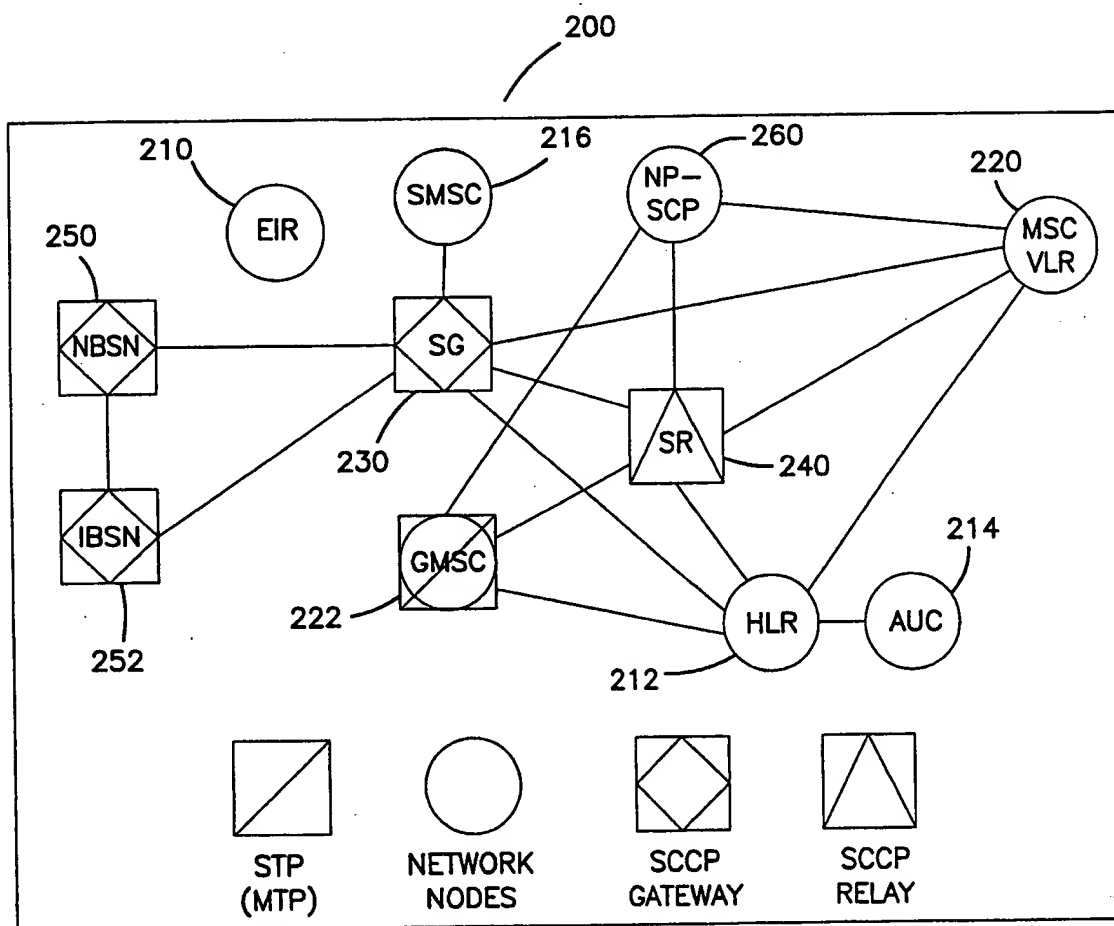 200
210
216
260
220
EIR
SMSC
NP-
SCP
MSC
VLR
250
NBSN
SG
230
SR
240
IBSN
252
GMSC
222
HLR
212
214
AUC
STP
(MTP)
NETWORK
NODES
SCCP
GATEWAY
SCCP
RELAY